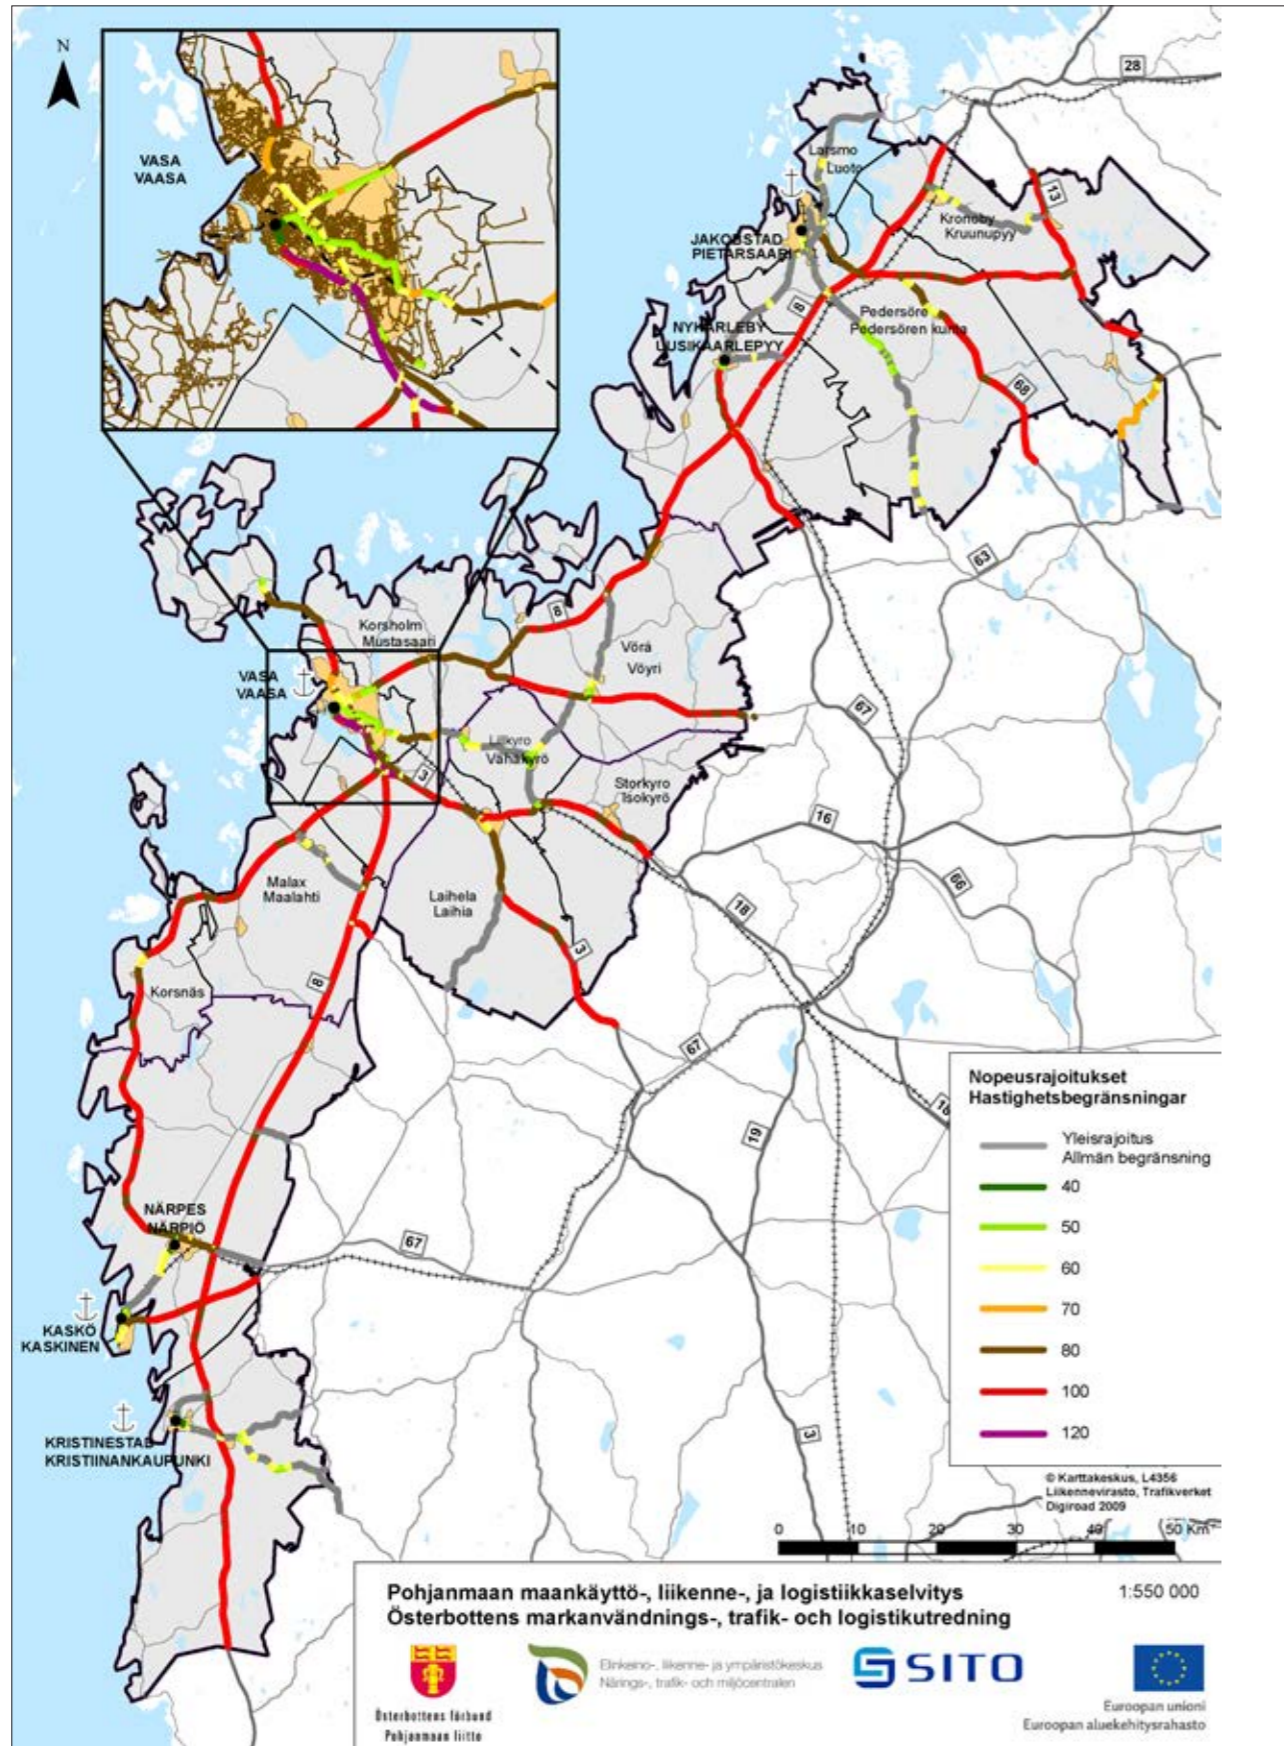 N
VASA
VAASA
28
Larsmo
Luoto
13
Kronoby
Kruunupyy
JAKOBSTAD
PIETARSAARI
8
Pedersöre
Pedersören kunta
NYKARLEBY
UUSIKAARLEPYY
68
63
8
Korsholm
Mustasaari
Vörå
Vöyri
VASA
VAASA
67
Lillkyro
Vähäkyrö
3
Storkyro
Isokyrö
16
66
Malax
Maalahti
Laihela
Laihia
18
3
8
Korsnäs
67
18
19
NÄRPES
NÄRPIÖ
67
KASKÖ
KASKINEN
KRISTINESTAD
KRISTIINANKAUPUNKI
3
Nopeusrajoitukset
Hastighetsbegränsningar
Yleisrajoitus
Allmän begränsning
40
50
60
70
80
100
120
© Karttakeskus, L4356
Liikennevirasto, Trafikverket
Digiroad 2009
0 10 20 30 40 50 Km
Pohjanmaan maankäyttö-, liikenne-, ja logistiikkaselvitys
Österbottens markanvändnings-, trafik- och logistikutredning
1:550 000
Österbottens förbund
Pohjanmaan liitto
Elinkeino-, liikenne- ja ympäristökeskus
Närings-, trafik- och miljöcentralen
SITO
Euroopan unioni
Euroopan aluekehitysrahasto